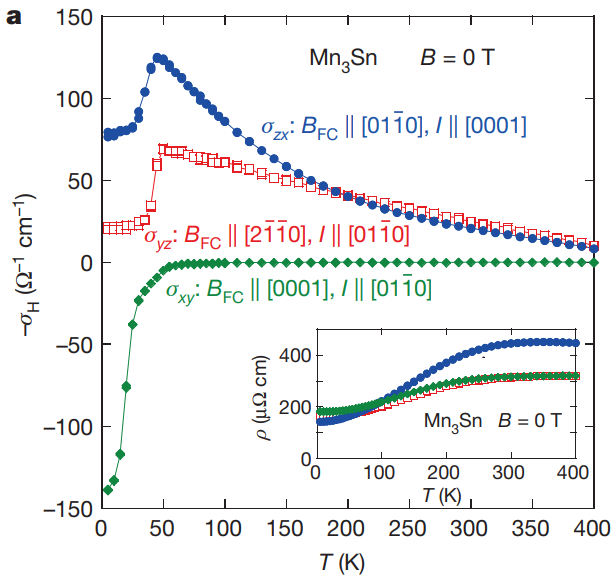 a
150
100
50
0
−50
−100
−150
−σH (Ω−1 cm−1)
Mn3Sn B = 0 T
σzx: BFC || [011̄0], I || [0001]
σyz: BFC || [21̄1̄0], I || [011̄0]
σxy: BFC || [0001], I || [011̄0]
400
200
0
ρ (μΩ cm)
Mn3Sn B = 0 T
0 100 200 300 400
T (K)
0 50 100 150 200 250 300 350 400
T (K)